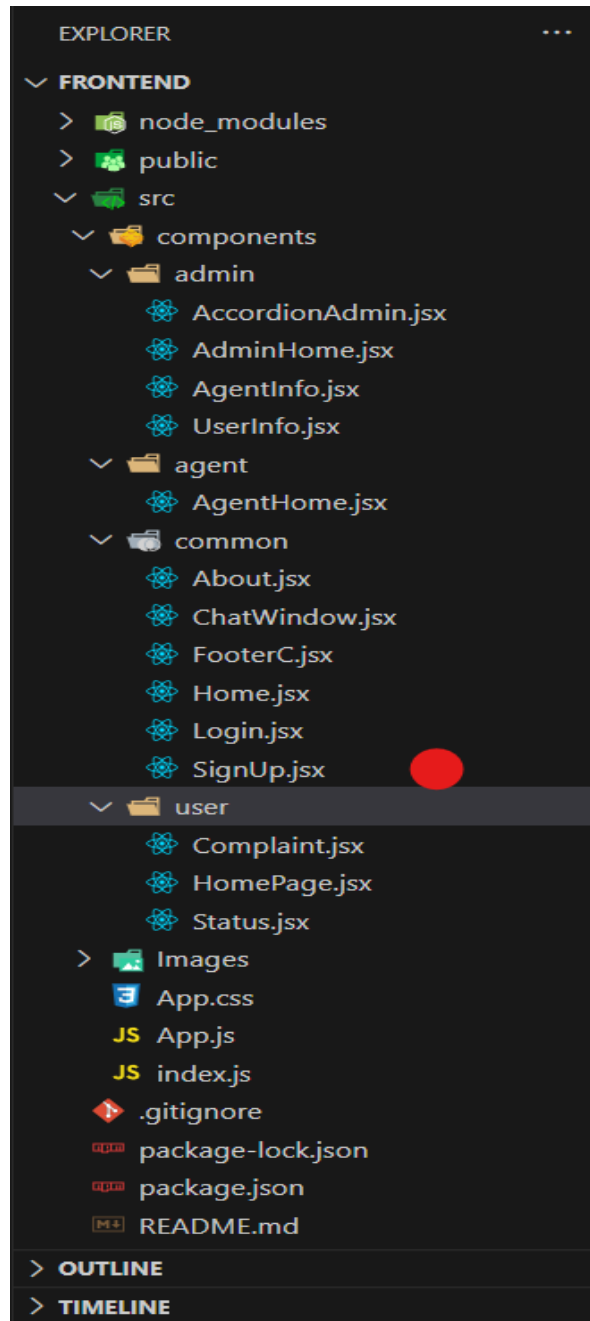 EXPLORER ...
FRONTEND
node_modules
public
src
components
admin
AccordionAdmin.jsx
AdminHome.jsx
AgentInfo.jsx
UserInfo.jsx
agent
AgentHome.jsx
common
About.jsx
ChatWindow.jsx
FooterC.jsx
Home.jsx
Login.jsx
SignUp.jsx
user
Complaint.jsx
HomePage.jsx
Status.jsx
Images
App.css
JS App.js
JS index.js
.gitignore
package-lock.json
package.json
README.md
OUTLINE
TIMELINE